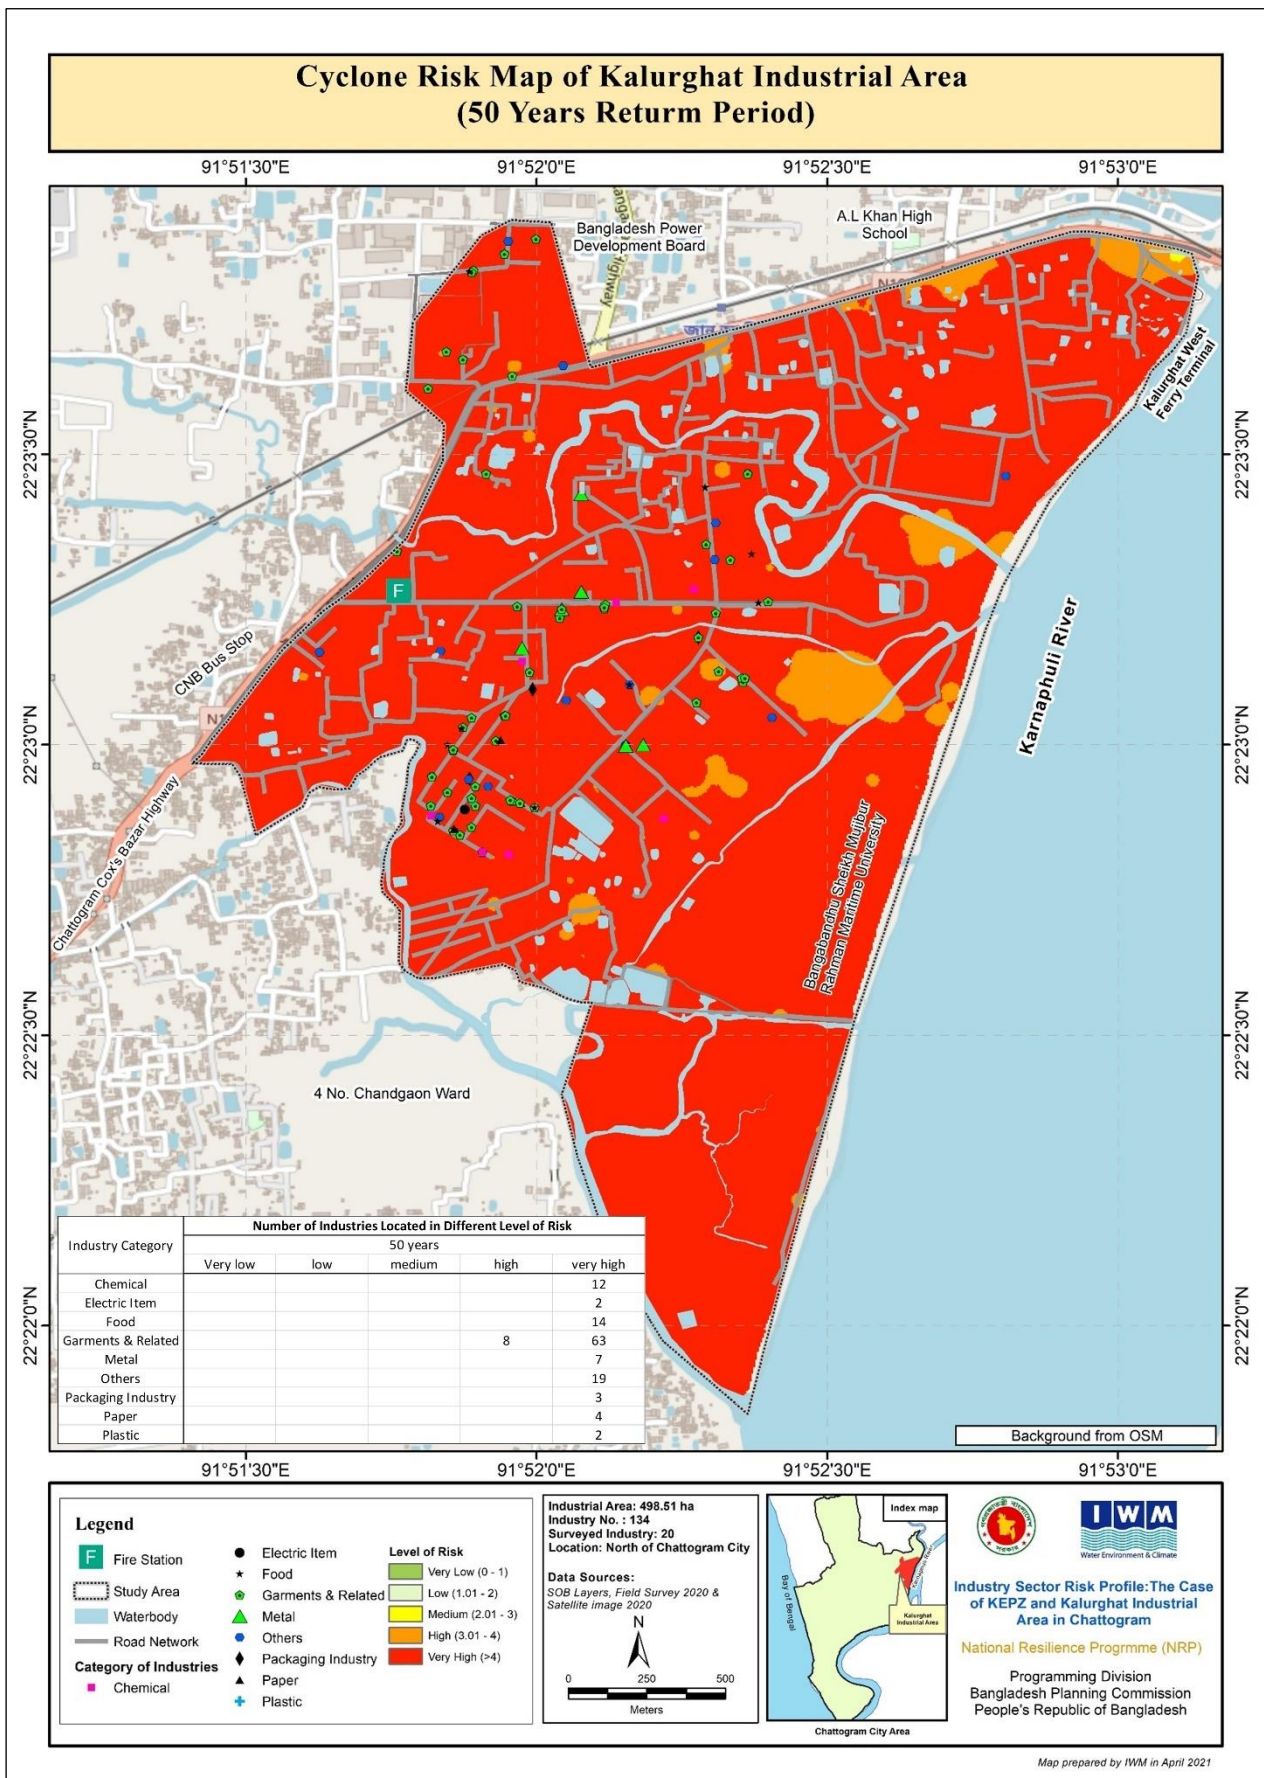 Cyclone Risk Map of Kalurghat Industrial Area
(50 Years Returm Period)
91°51'30"E
91°52'0"E
91°52'30"E
91°53'0"E
22°23'30"N
22°23'0"N
22°22'30"N
22°22'0"N
22°23'30"N
22°23'0"N
22°22'30"N
22°22'0"N
Bangladesh Power
Development Board
A.L Khan High
School
Highway
Kalurghat West
Ferry Terminal
F
CNB Bus Stop
N1
Karnaphuli River
Chattogram Cox's Bazar Highway
Bangabandhu Sheikh Mujibur
Rahman Maritime University
4 No. Chandgaon Ward
Industry Category
Number of Industries Located in Different Level of Risk
50 years
Very low low medium high very high
Chemical 12
Electric Item 2
Food 14
Garments & Related 8 63
Metal 7
Others 19
Packaging Industry 3
Paper 4
Plastic 2
Background from OSM
91°51'30"E
91°52'0"E
91°52'30"E
91°53'0"E
Legend
F Fire Station
Study Area
Waterbody
Road Network
Category of Industries
Chemical
Electric Item
Food
Garments & Related
Metal
Others
Packaging Industry
Paper
Plastic
Level of Risk
Very Low (0 - 1)
Low (1.01 - 2)
Medium (2.01 - 3)
High (3.01 - 4)
Very High (>4)
Industrial Area: 498.51 ha
Industry No. : 134
Surveyed Industry: 20
Location: North of Chattogram City
Data Sources:
SOB Layers, Field Survey 2020 &
Satellite image 2020
N
0 250 500
Meters
Index map
Bay of Bengal
Kalurghat
Industrial Area
Chattogram City Area
IWM
Water Environment & Climate
Industry Sector Risk Profile:The Case
of KEPZ and Kalurghat Industrial
Area in Chattogram
National Resilience Progrmme (NRP)
Programming Division
Bangladesh Planning Commission
People's Republic of Bangladesh
Map prepared by IWM in April 2021